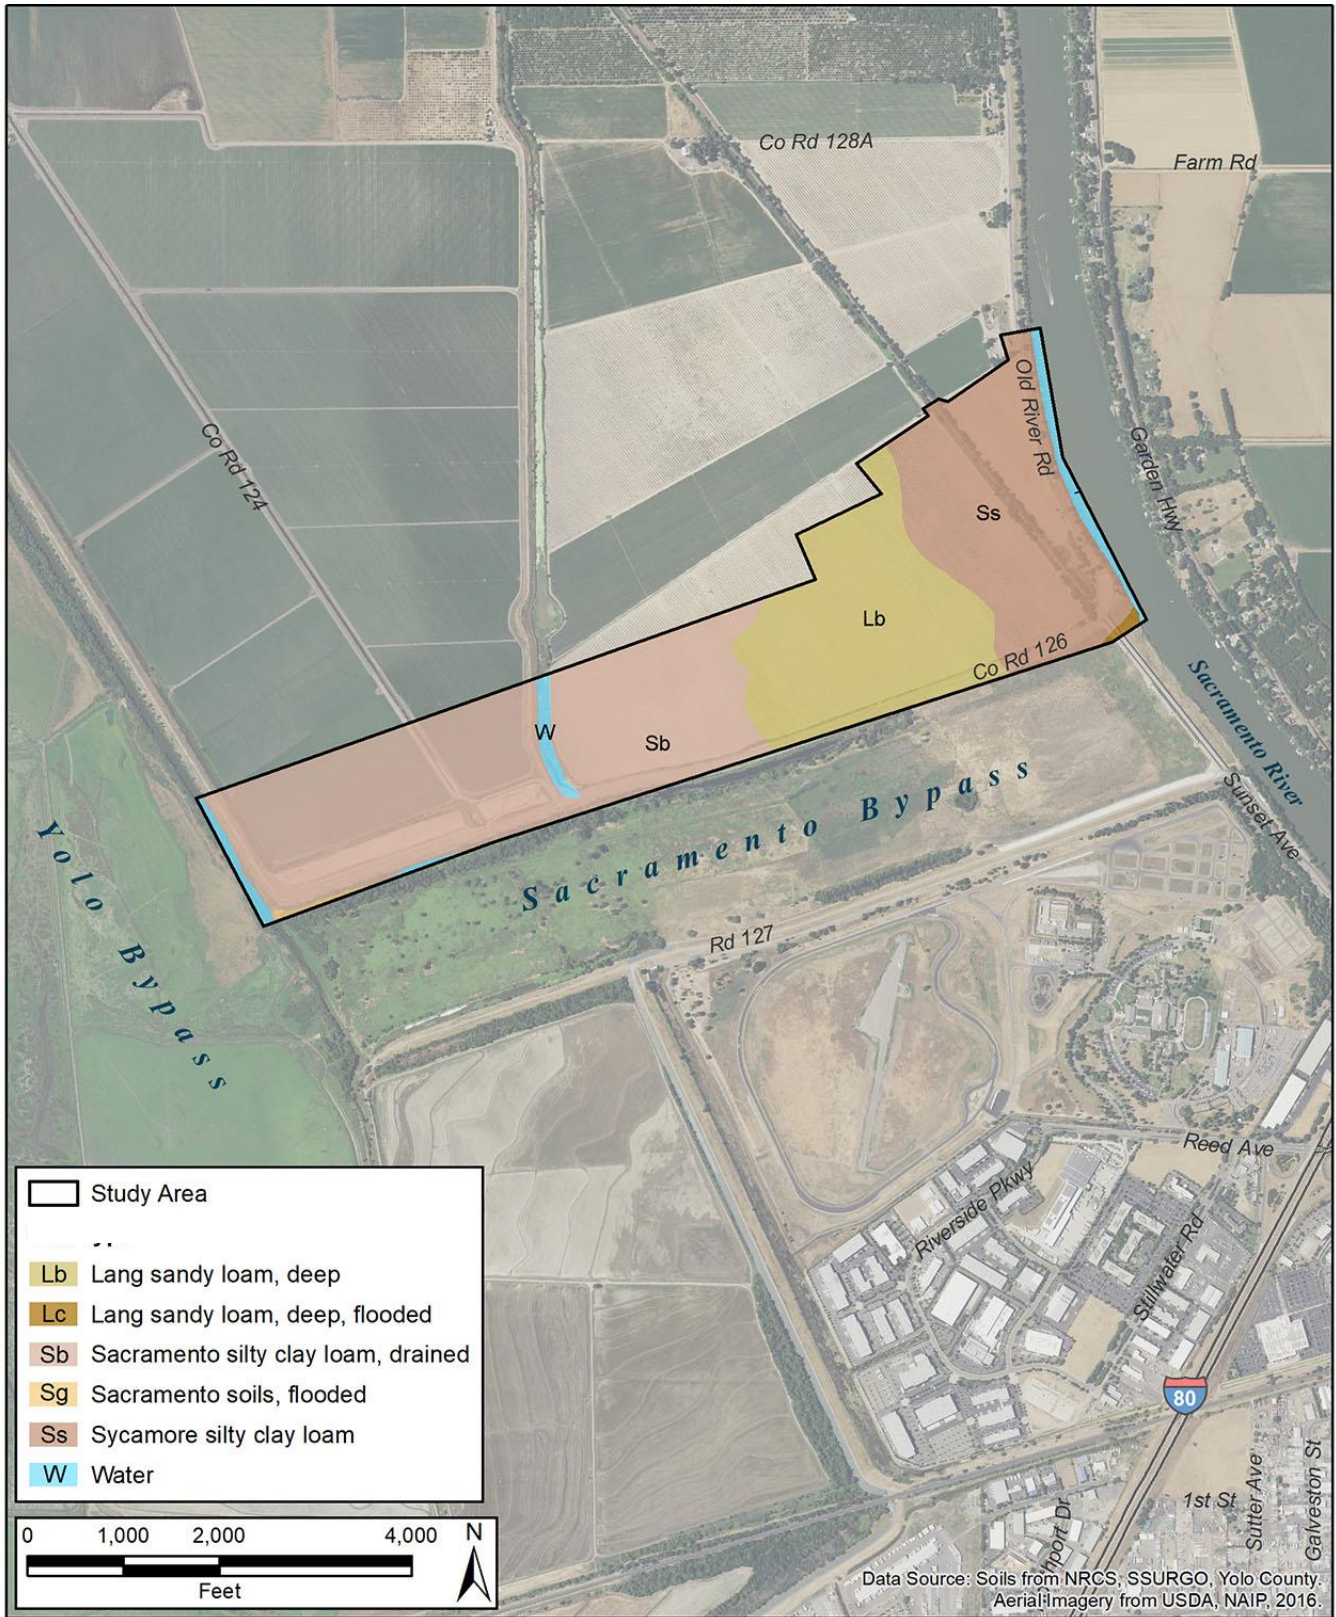 Co Rd 128A
Farm Rd
Co Rd 124
Old River Rd
Garden Hwy
Ss
Lb
Co Rd 126
W
Sb
Sacramento River
Sacramento Bypass
Sunset Ave
Yolo Bypass
Rd 127
Reed Ave
Riverside Pkwy
Stillwater Rd
80
1st St
Sutter Ave
Galveston St
Study Area
Lb Lang sandy loam, deep
Lc Lang sandy loam, deep, flooded
Sb Sacramento silty clay loam, drained
Sg Sacramento soils, flooded
Ss Sycamore silty clay loam
W Water
0 1,000 2,000 4,000
Feet
N
Data Source: Soils from NRCS, SSURGO, Yolo County.
Aerial Imagery from USDA, NAIP, 2016.